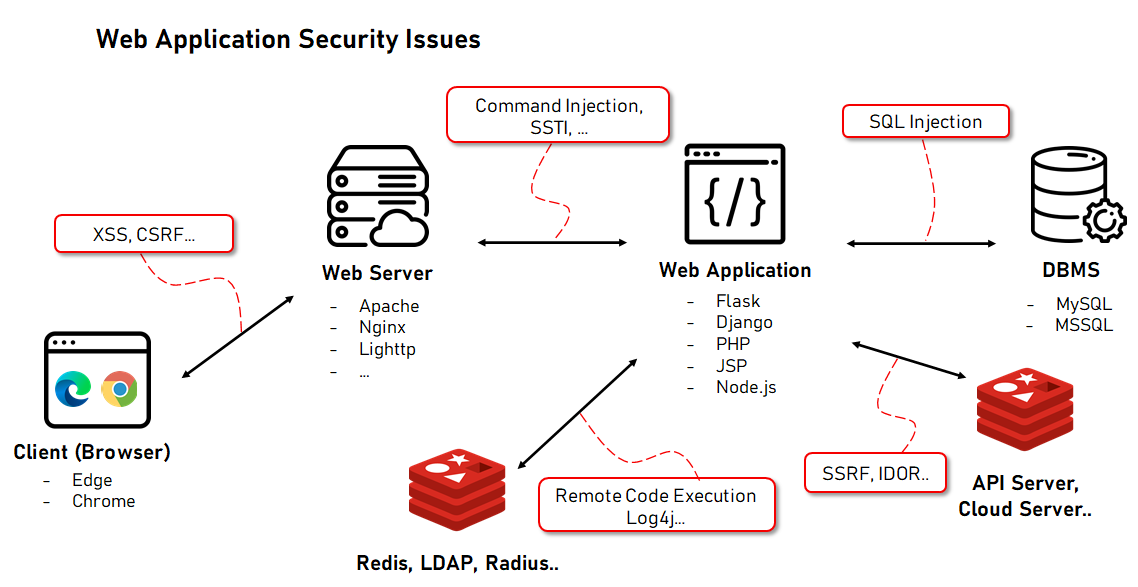 Web Application Security Issues
Command Injection,
SSTI, ...
SQL Injection
XSS, CSRF...
Web Server
- Apache
- Nginx
- Lighttp
- ...
Web Application
- Flask
- Django
- PHP
- JSP
- Node.js
DBMS
- MySQL
- MSSQL
Client (Browser)
- Edge
- Chrome
Remote Code Execution
Log4j...
SSRF, IDOR..
API Server,
Cloud Server..
Redis, LDAP, Radius..
{/}